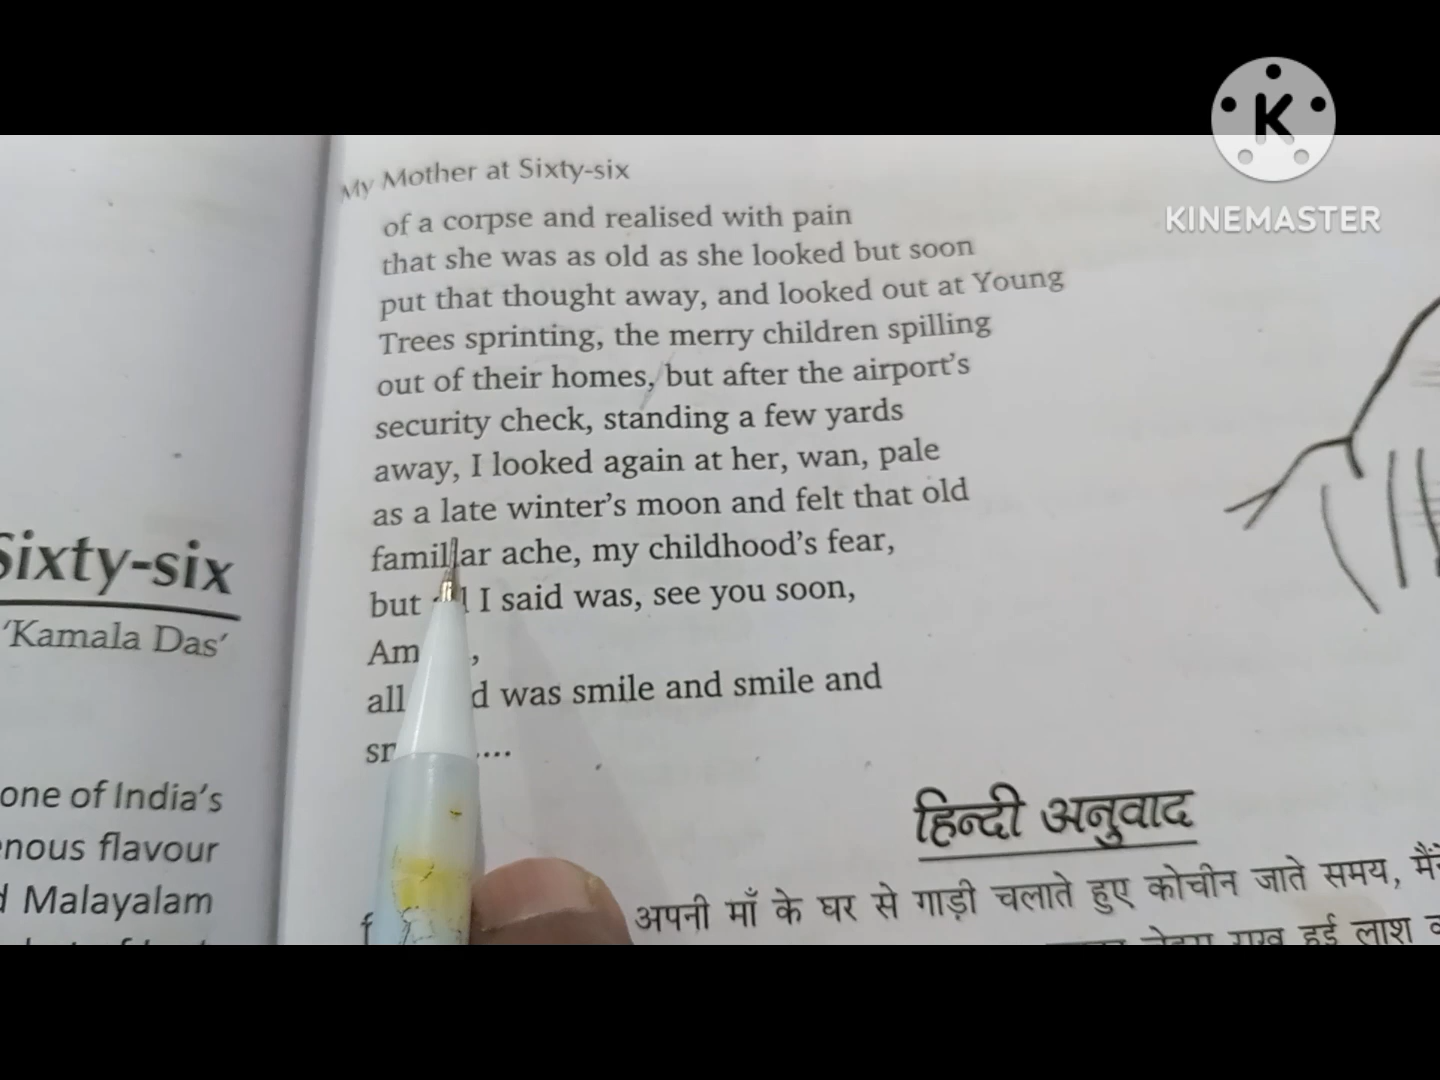 My Mother at Sixty-six
of a corpse and realised with pain
that she was as old as she looked but soon
put that thought away, and looked out at Young
Trees sprinting, the merry children spilling
out of their homes, but after the airport's
security check, standing a few yards
away, I looked again at her, wan, pale
as a late winter's moon and felt that old
ache, my childhood's fear,
but I said was, see you soon,
all was smile and smile and
हिन्दी अनुवाद
अपनी माँ के घर से गाड़ी चलाते हुए कोचीन जाते समय,
हुई लाश
Sixty-six
'Kamala Das'
one of India's
flavour
Malayalam
K
KINEMASTER